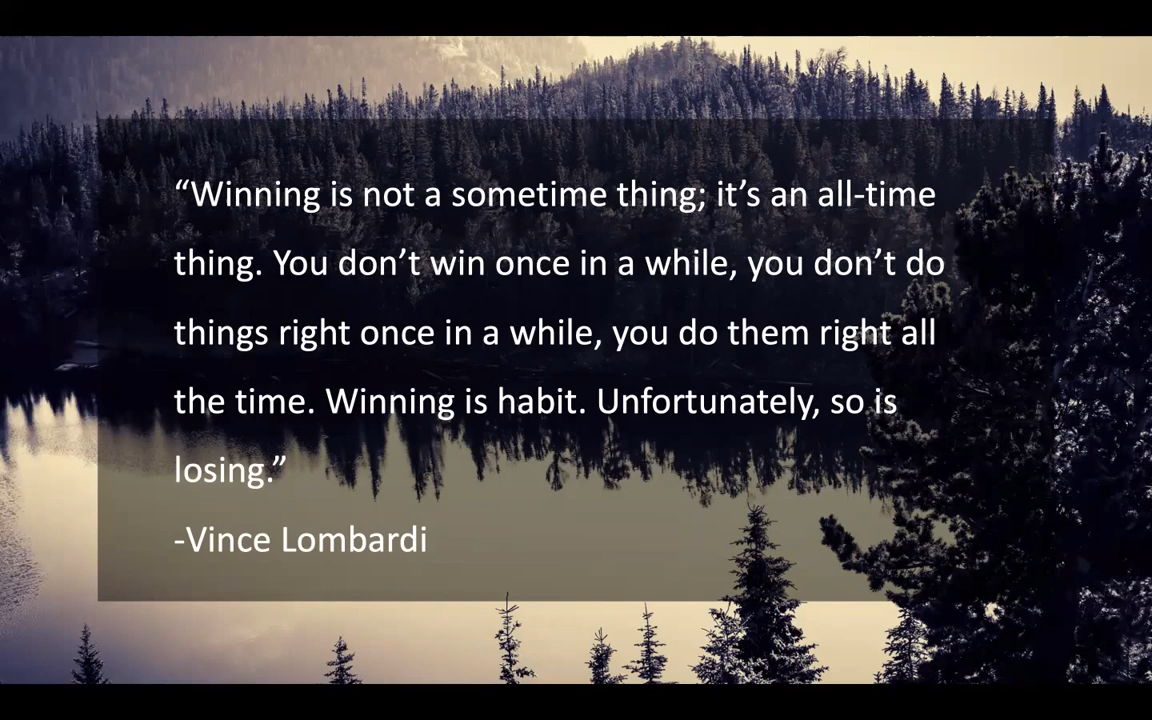 “Winning is not a sometime thing; it’s an all-time
thing. You don’t win once in a while, you don’t do
things right once in a while, you do them right all
the time. Winning is habit. Unfortunately, so is
losing.”
-Vince Lombardi